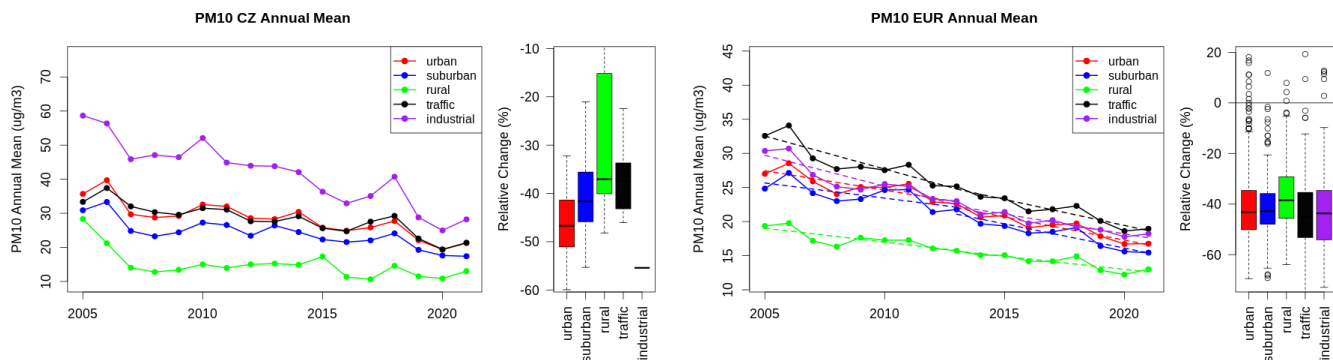 PM10 CZ Annual Mean
PM10 Annual Mean (ug/m3)
70
60
50
40
30
20
10
2005
2010
2015
2020
urban
suburban
rural
traffic
industrial
Relative Change (%)
-10
-20
-30
-40
-50
-60
urban
suburban
rural
traffic
industrial
PM10 EUR Annual Mean
PM10 Annual Mean (ug/m3)
45
40
35
30
25
20
15
10
2005
2010
2015
2020
urban
suburban
rural
traffic
industrial
Relative Change (%)
20
0
-20
-40
-60
urban
suburban
rural
traffic
industrial